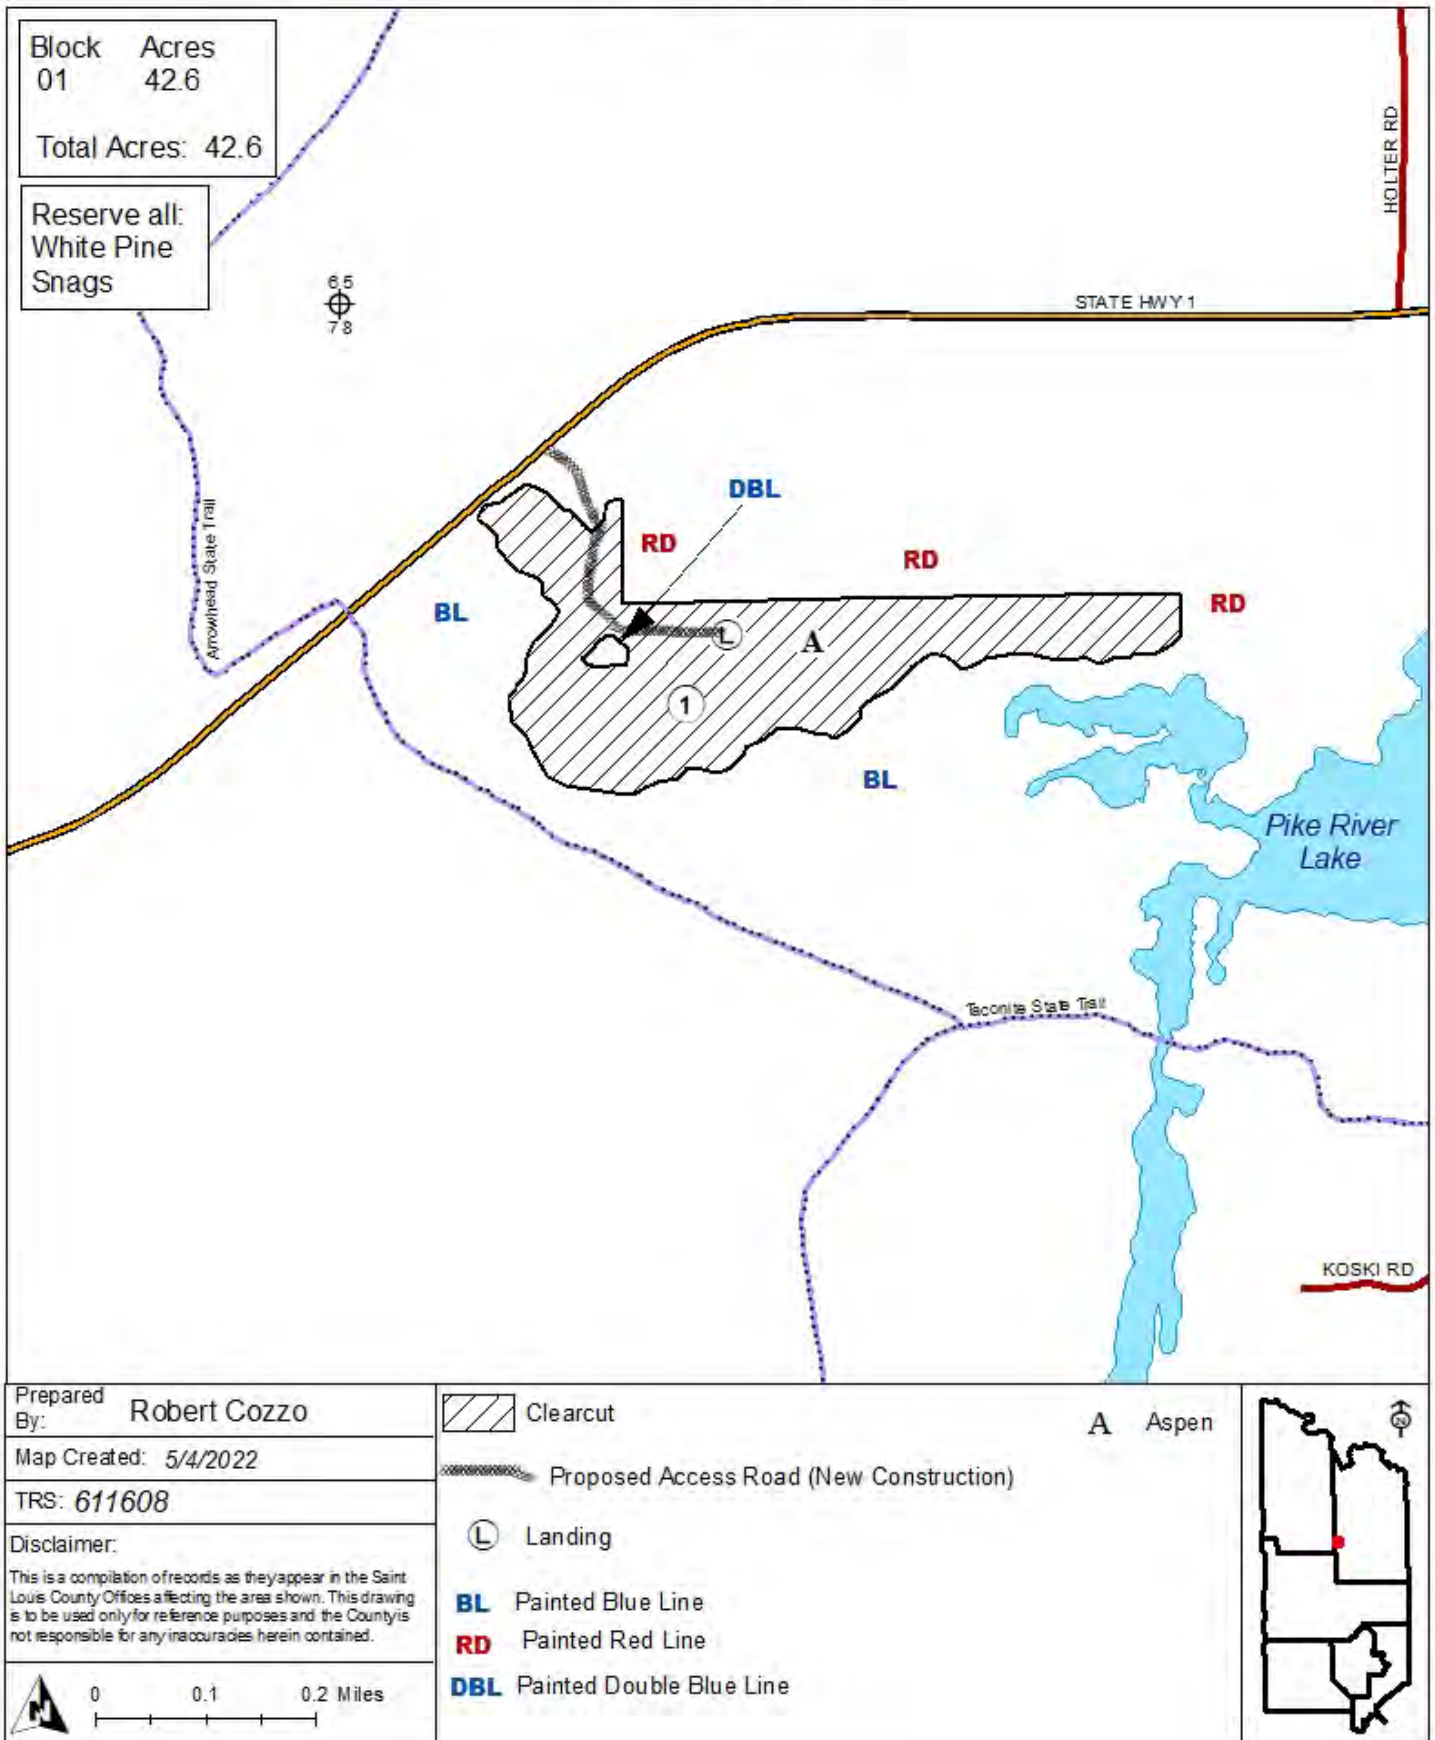 Block Acres
01 42.6
Total Acres: 42.6
Reserve all:
White Pine
Snags
65
78
HOLTER RD
STATE HWY 1
Arrowhead State Trail
DBL
RD
RD
RD
BL
L
A
1
BL
Pike River
Lake
Taconite State Trail
KOSKI RD
Prepared
By: Robert Cozzo
Map Created: 5/4/2022
TRS: 611608
Disclaimer:
This is a compilation of records as they appear in the Saint
Louis County Offices affecting the area shown. This drawing
is to be used only for reference purposes and the County is
not responsible for any inaccuracies herein contained.
N
0 0.1 0.2 Miles
Clearcut
A Aspen
Proposed Access Road (New Construction)
L Landing
BL Painted Blue Line
RD Painted Red Line
DBL Painted Double Blue Line
N